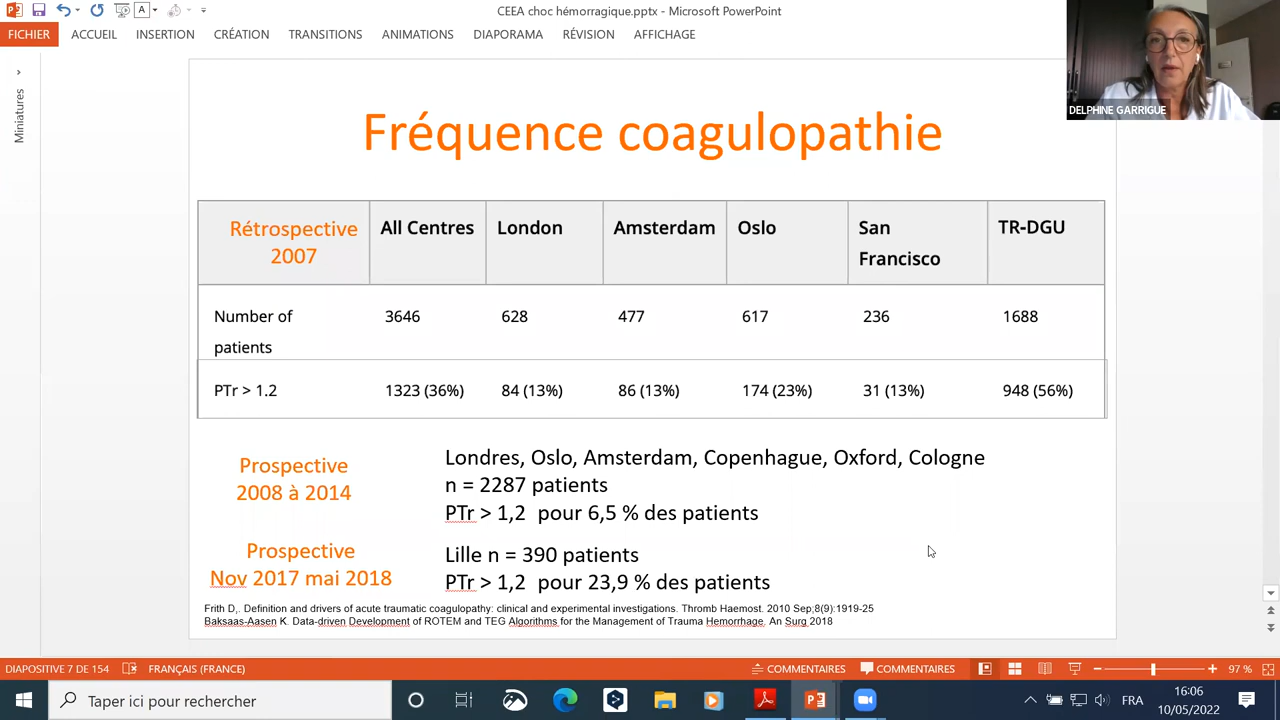 CEEA choc hémorragique.pptx - Microsoft PowerPoint
FICHIER ACCUEIL INSERTION CRÉATION TRANSITIONS ANIMATIONS DIAPORAMA RÉVISION AFFICHAGE
DELPHINE GARRIGUE
Miniatures
Fréquence coagulopathie
Rétrospective
2007
All Centres
London
Amsterdam
Oslo
San
Francisco
TR-DGU
Number of
patients
3646 628 477 617 236 1688
PTr > 1.2 1323 (36%) 84 (13%) 86 (13%) 174 (23%) 31 (13%) 948 (56%)
Prospective
2008 à 2014
Londres, Oslo, Amsterdam, Copenhague, Oxford, Cologne
n = 2287 patients
PTr > 1,2 pour 6,5 % des patients
Prospective
Nov 2017 mai 2018
Lille n = 390 patients
PTr > 1,2 pour 23,9 % des patients
Frith D,. Definition and drivers of acute traumatic coagulopathy: clinical and experimental investigations. Thromb Haemost. 2010 Sep;8(9):1919-25
Baksaas-Aasen K. Data-driven Development of ROTEM and TEG Algorithms for the Management of Trauma Hemorrhage. An Surg 2018
DIAPOSITIVE 7 DE 154 FRANÇAIS (FRANCE) COMMENTAIRES COMMENTAIRES 97 %
Taper ici pour rechercher
FRA
16:06
10/05/2022